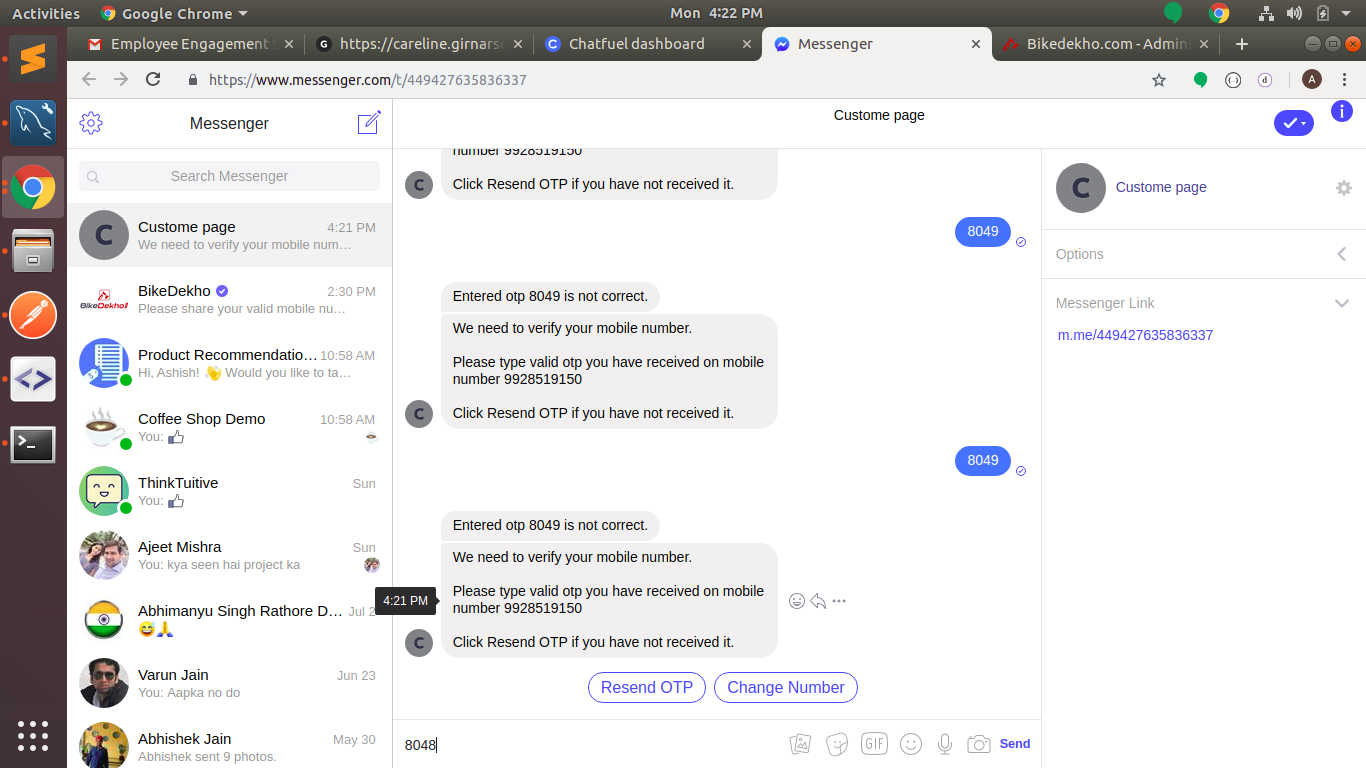 Activities
Google Chrome
Mon 4:22 PM
Employee Engagement
https://careline.girnars
Chatfuel dashboard
Messenger
Bikedekho.com - Admin
https://www.messenger.com/t/449427635836337
A
Messenger
Search Messenger
C
Custome page
4:21 PM
We need to verify your mobile num…
BikeDekho
BikeDekho
2:30 PM
Please share your valid mobile nu…
Product Recommendatio…
10:58 AM
Hi, Ashish! 👋 Would you like to ta…
Coffee Shop Demo
10:58 AM
You: 👍
ThinkTuitive
Sun
You: 👍
Ajeet Mishra
Sun
You: kya seen hai project ka
Abhimanyu Singh Rathore D…
Jul 2
😅🙏
Varun Jain
Jun 23
You: Aapka no do
Abhishek Jain
May 30
Abhishek sent 9 photos.
Custome page
number 9928519150
Click Resend OTP if you have not received it.
C
8049
Entered otp 8049 is not correct.
We need to verify your mobile number.
Please type valid otp you have received on mobile
number 9928519150
Click Resend OTP if you have not received it.
C
8049
Entered otp 8049 is not correct.
We need to verify your mobile number.
Please type valid otp you have received on mobile
number 9928519150
4:21 PM
Click Resend OTP if you have not received it.
C
Resend OTP
Change Number
8048
GIF
Send
C
Custome page
Options
Messenger Link
m.me/449427635836337